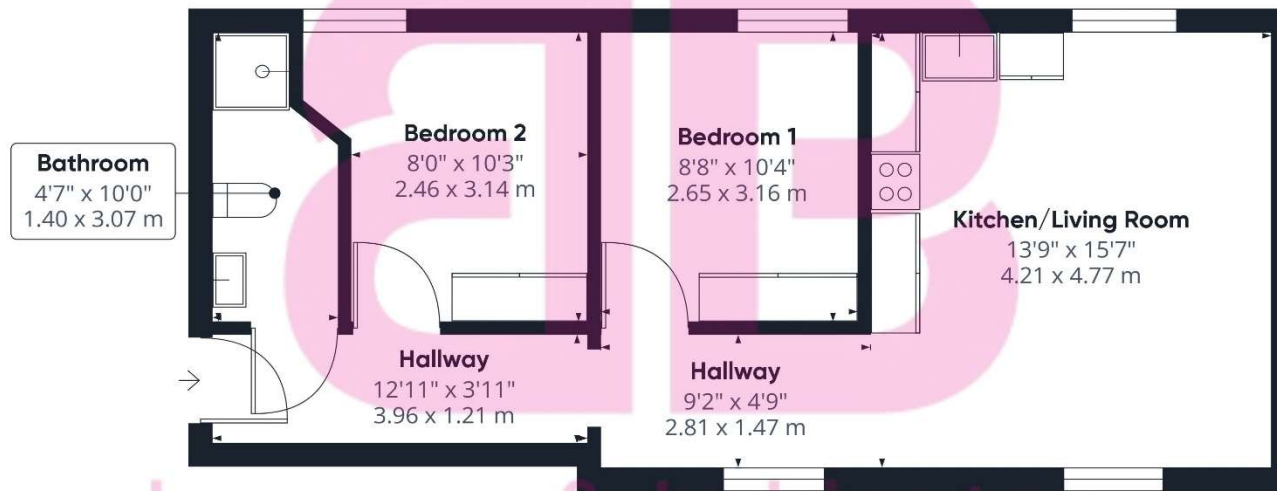 Bathroom
4'7" x 10'0"
1.40 x 3.07 m
Bedroom 2
8'0" x 10'3"
2.46 x 3.14 m
Bedroom 1
8'8" x 10'4"
2.65 x 3.16 m
Kitchen/Living Room
13'9" x 15'7"
4.21 x 4.77 m
Hallway
12'11" x 3'11"
3.96 x 1.21 m
Hallway
9'2" x 4'9"
2.81 x 1.47 m